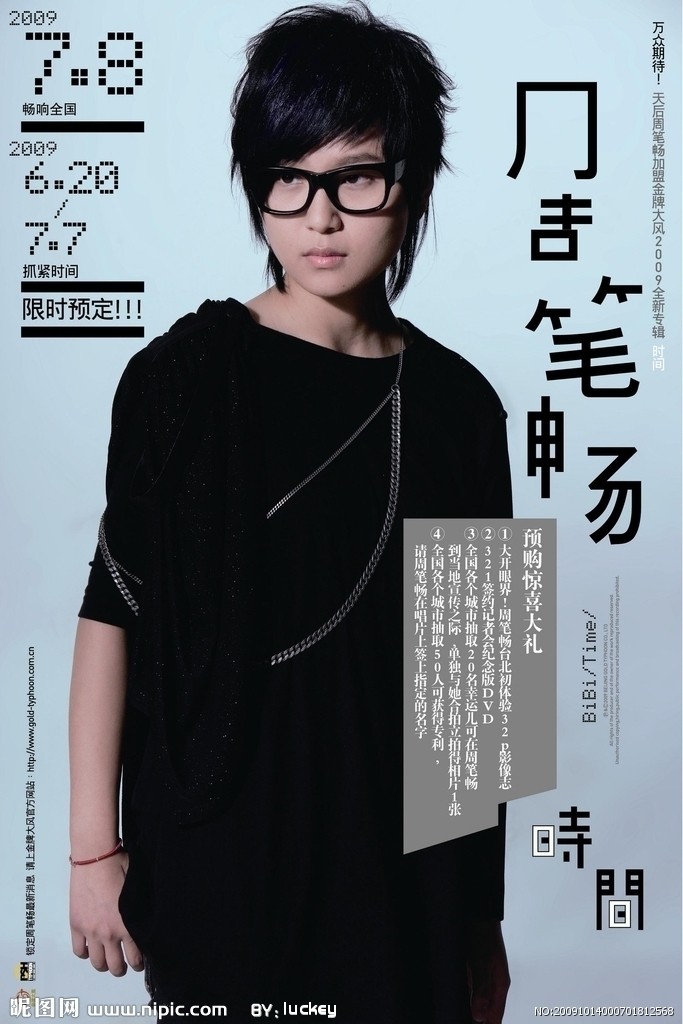 2009
7.8
畅响全国
2009
6.20
/
7.7
抓紧时间
限时预定!!!
万众期待！天后周笔畅加盟金牌大风2009全新专辑 时间
周笔畅
预购惊喜大礼
①大开眼界！周笔畅台北初体验32p影像志
②321签约记者会纪念版DVD
③全国各个城市抽取20名幸运儿可在周笔畅
到当地宣传之际，单独与她合拍立拍得相片1张
④全国各个城市抽取50人可获得专利，
请周笔畅在唱片上签上指定的名字
BiBi/Time/
時間
锁定周笔畅最新消息 请上金牌大风官方网站：http://www.gold-typhoon.com.cn
昵图网 www.nipic.com BY:luckey
NO:20091014000701812568